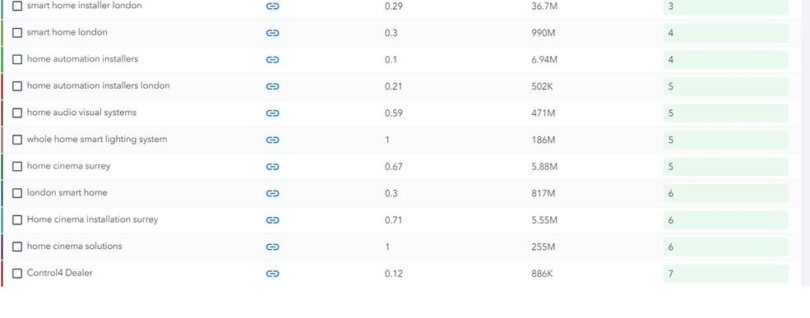 smart home installer london 0.29 36.7M 3
smart home london 0.3 990M 4
home automation installers 0.1 6.94M 4
home automation installers london 0.21 502K 5
home audio visual systems 0.59 471M 5
whole home smart lighting system 1 186M 5
home cinema surrey 0.67 5.88M 5
london smart home 0.3 817M 6
Home cinema installation surrey 0.71 5.55M 6
home cinema solutions 1 255M 6
Control4 Dealer 0.12 886K 7